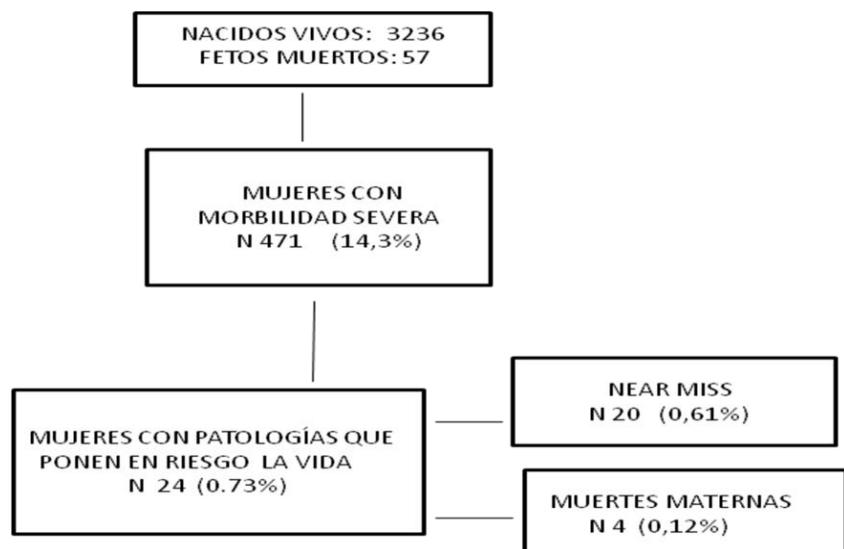 NACIDOS VIVOS: 3236
FETOS MUERTOS: 57
MUJERES CON
MORBILIDAD SEVERA
N 471 (14,3%)
MUJERES CON PATOLOGÍAS QUE
PONEN EN RIESGO LA VIDA
N 24 (0.73%)
NEAR MISS
N 20 (0,61%)
MUERTES MATERNAS
N 4 (0,12%)